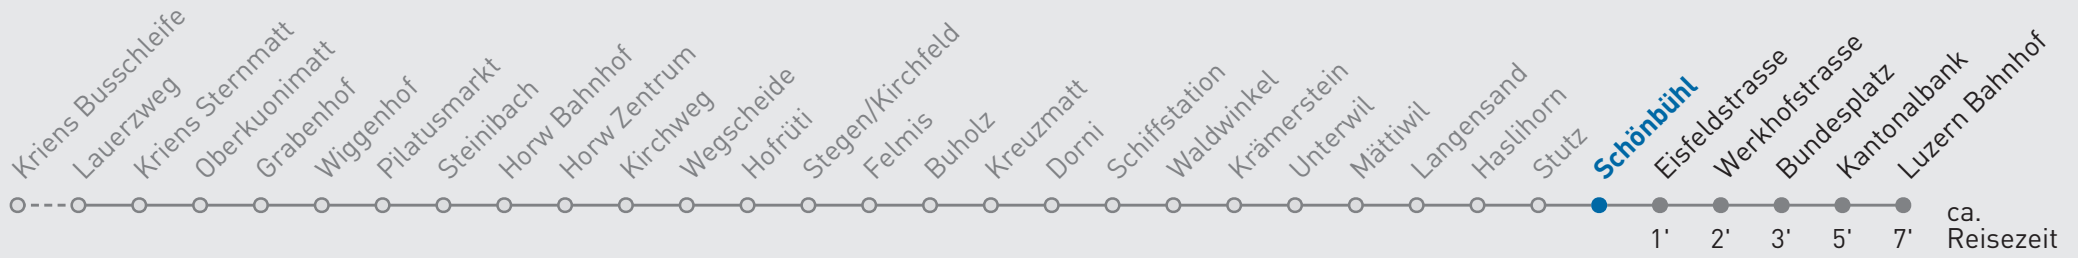 Kriens Busschleife
Lauerzweg
Kriens Sternmatt
Oberkuonimatt
Grabenhof
Wiggenhof
Pilatusmarkt
Steinibach
Horw Bahnhof
Horw Zentrum
Kirchweg
Wegscheide
Hofrüti
Stegen/Kirchfeld
Felmis
Buholz
Kreuzmatt
Dorni
Schiffstation
Waldwinkel
Krämerstein
Unterwil
Mättiwil
Langensand
Haslihorn
Stutz
Schönbühl
Eisfeldstrasse
Werkhofstrasse
Bundesplatz
Kantonalbank
Luzern Bahnhof
1' 2' 3' 5' 7'
ca.
Reisezeit